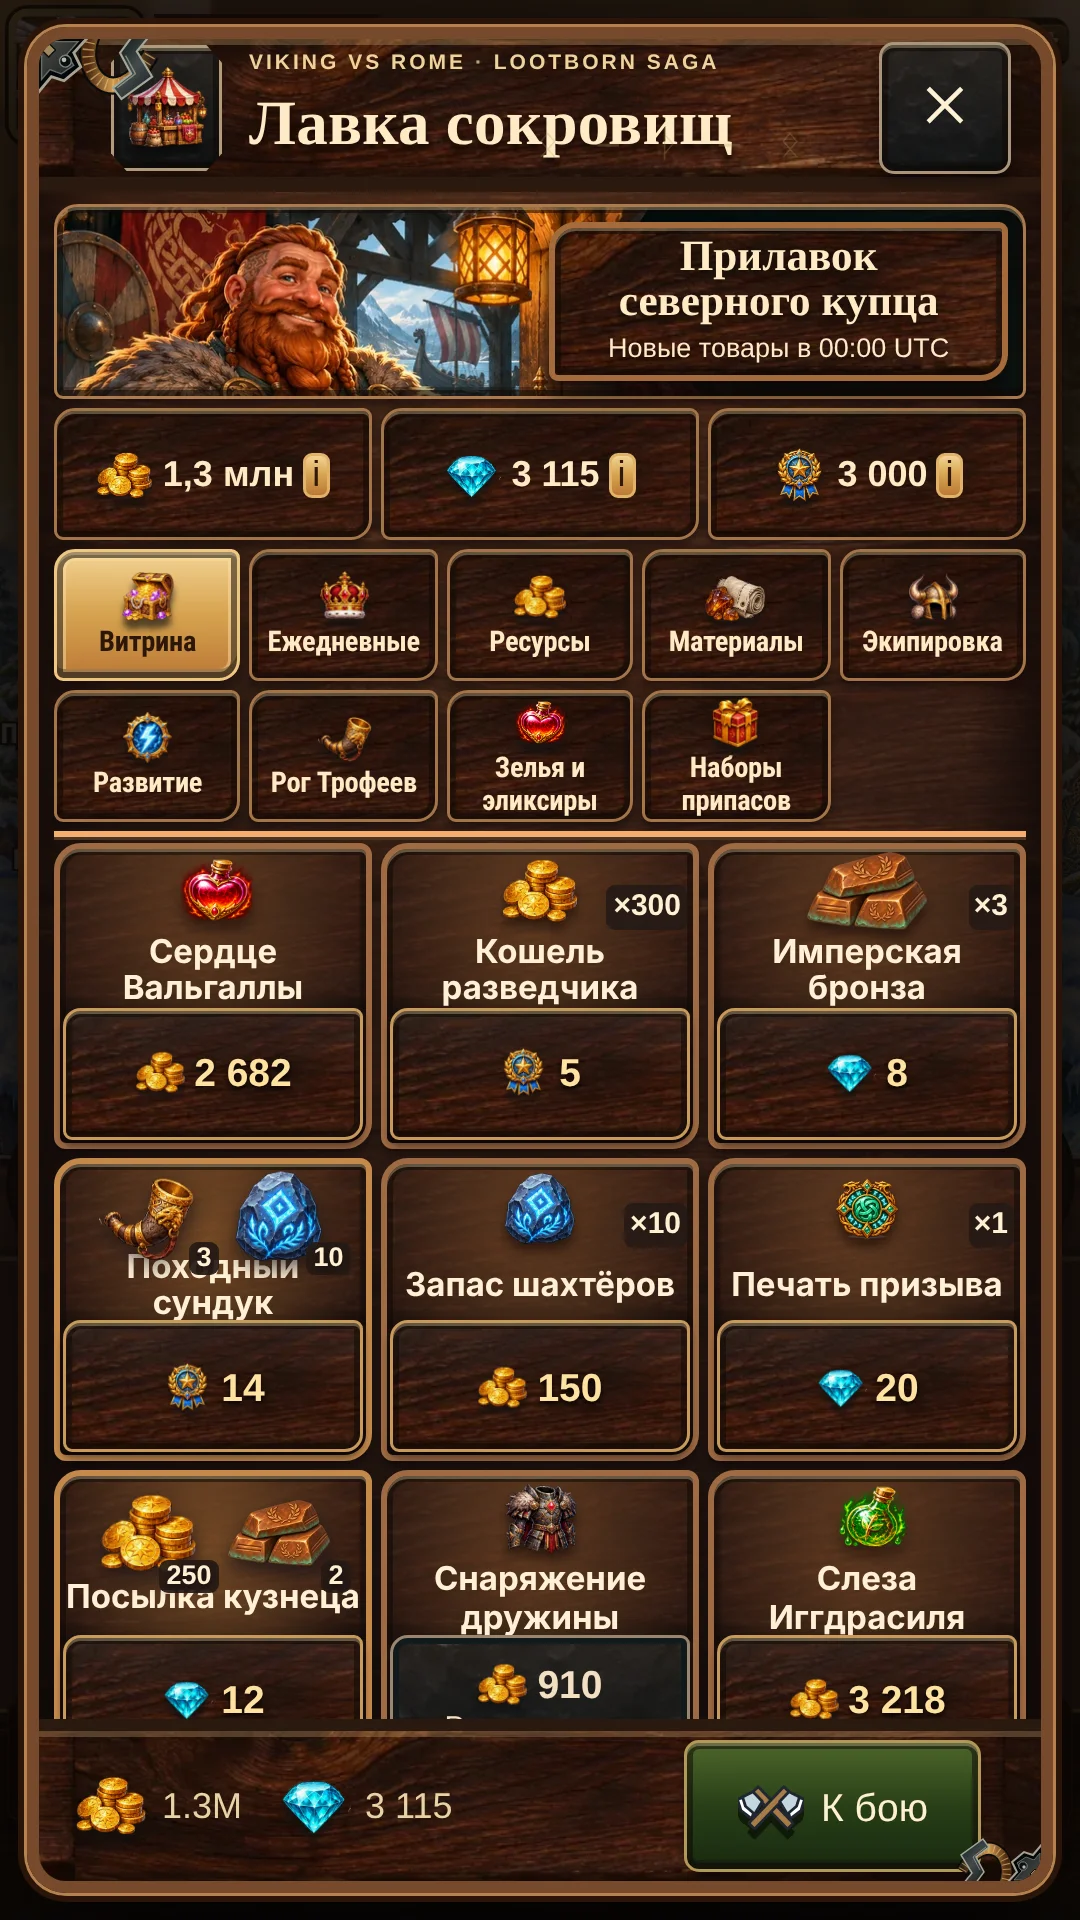 VIKING VS ROME · LOOTBORN SAGA
Лавка сокровищ
Прилавок
северного купца
Новые товары в 00:00 UTC
1,3 млн i
3 115 i
3 000 i
Витрина
Ежедневные
Ресурсы
Материалы
Экипировка
Развитие
Рог Трофеев
Зелья и
эликсиры
Наборы
припасов
Сердце
Вальгаллы
2 682
×300
Кошель
разведчика
5
×3
Имперская
бронза
8
3
10
Походный
сундук
14
×10
Запас шахтёров
150
×1
Печать призыва
20
250
2
Посылка кузнеца
12
Снаряжение
дружины
910
Слеза
Иггдрасиля
3 218
1.3M
3 115
К бою